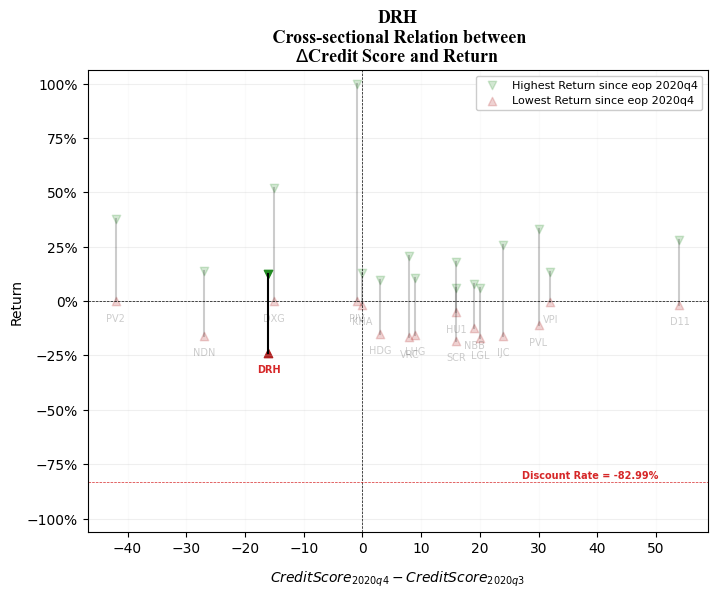 DRH
Cross-sectional Relation between
ΔCredit Score and Return
Highest Return since eop 2020q4
Lowest Return since eop 2020q4
Return
100%
75%
50%
25%
0%
−25%
−50%
−75%
−100%
PV2
NDN
DRH
DXG
HDG
VRC
LHG
HU1
SCR
NBB
LGL
IJC
PVL
VPI
D11
Discount Rate = -82.99%
−40
−30
−20
−10
0
10
20
30
40
50
CreditScore2020q4 − CreditScore2020q3